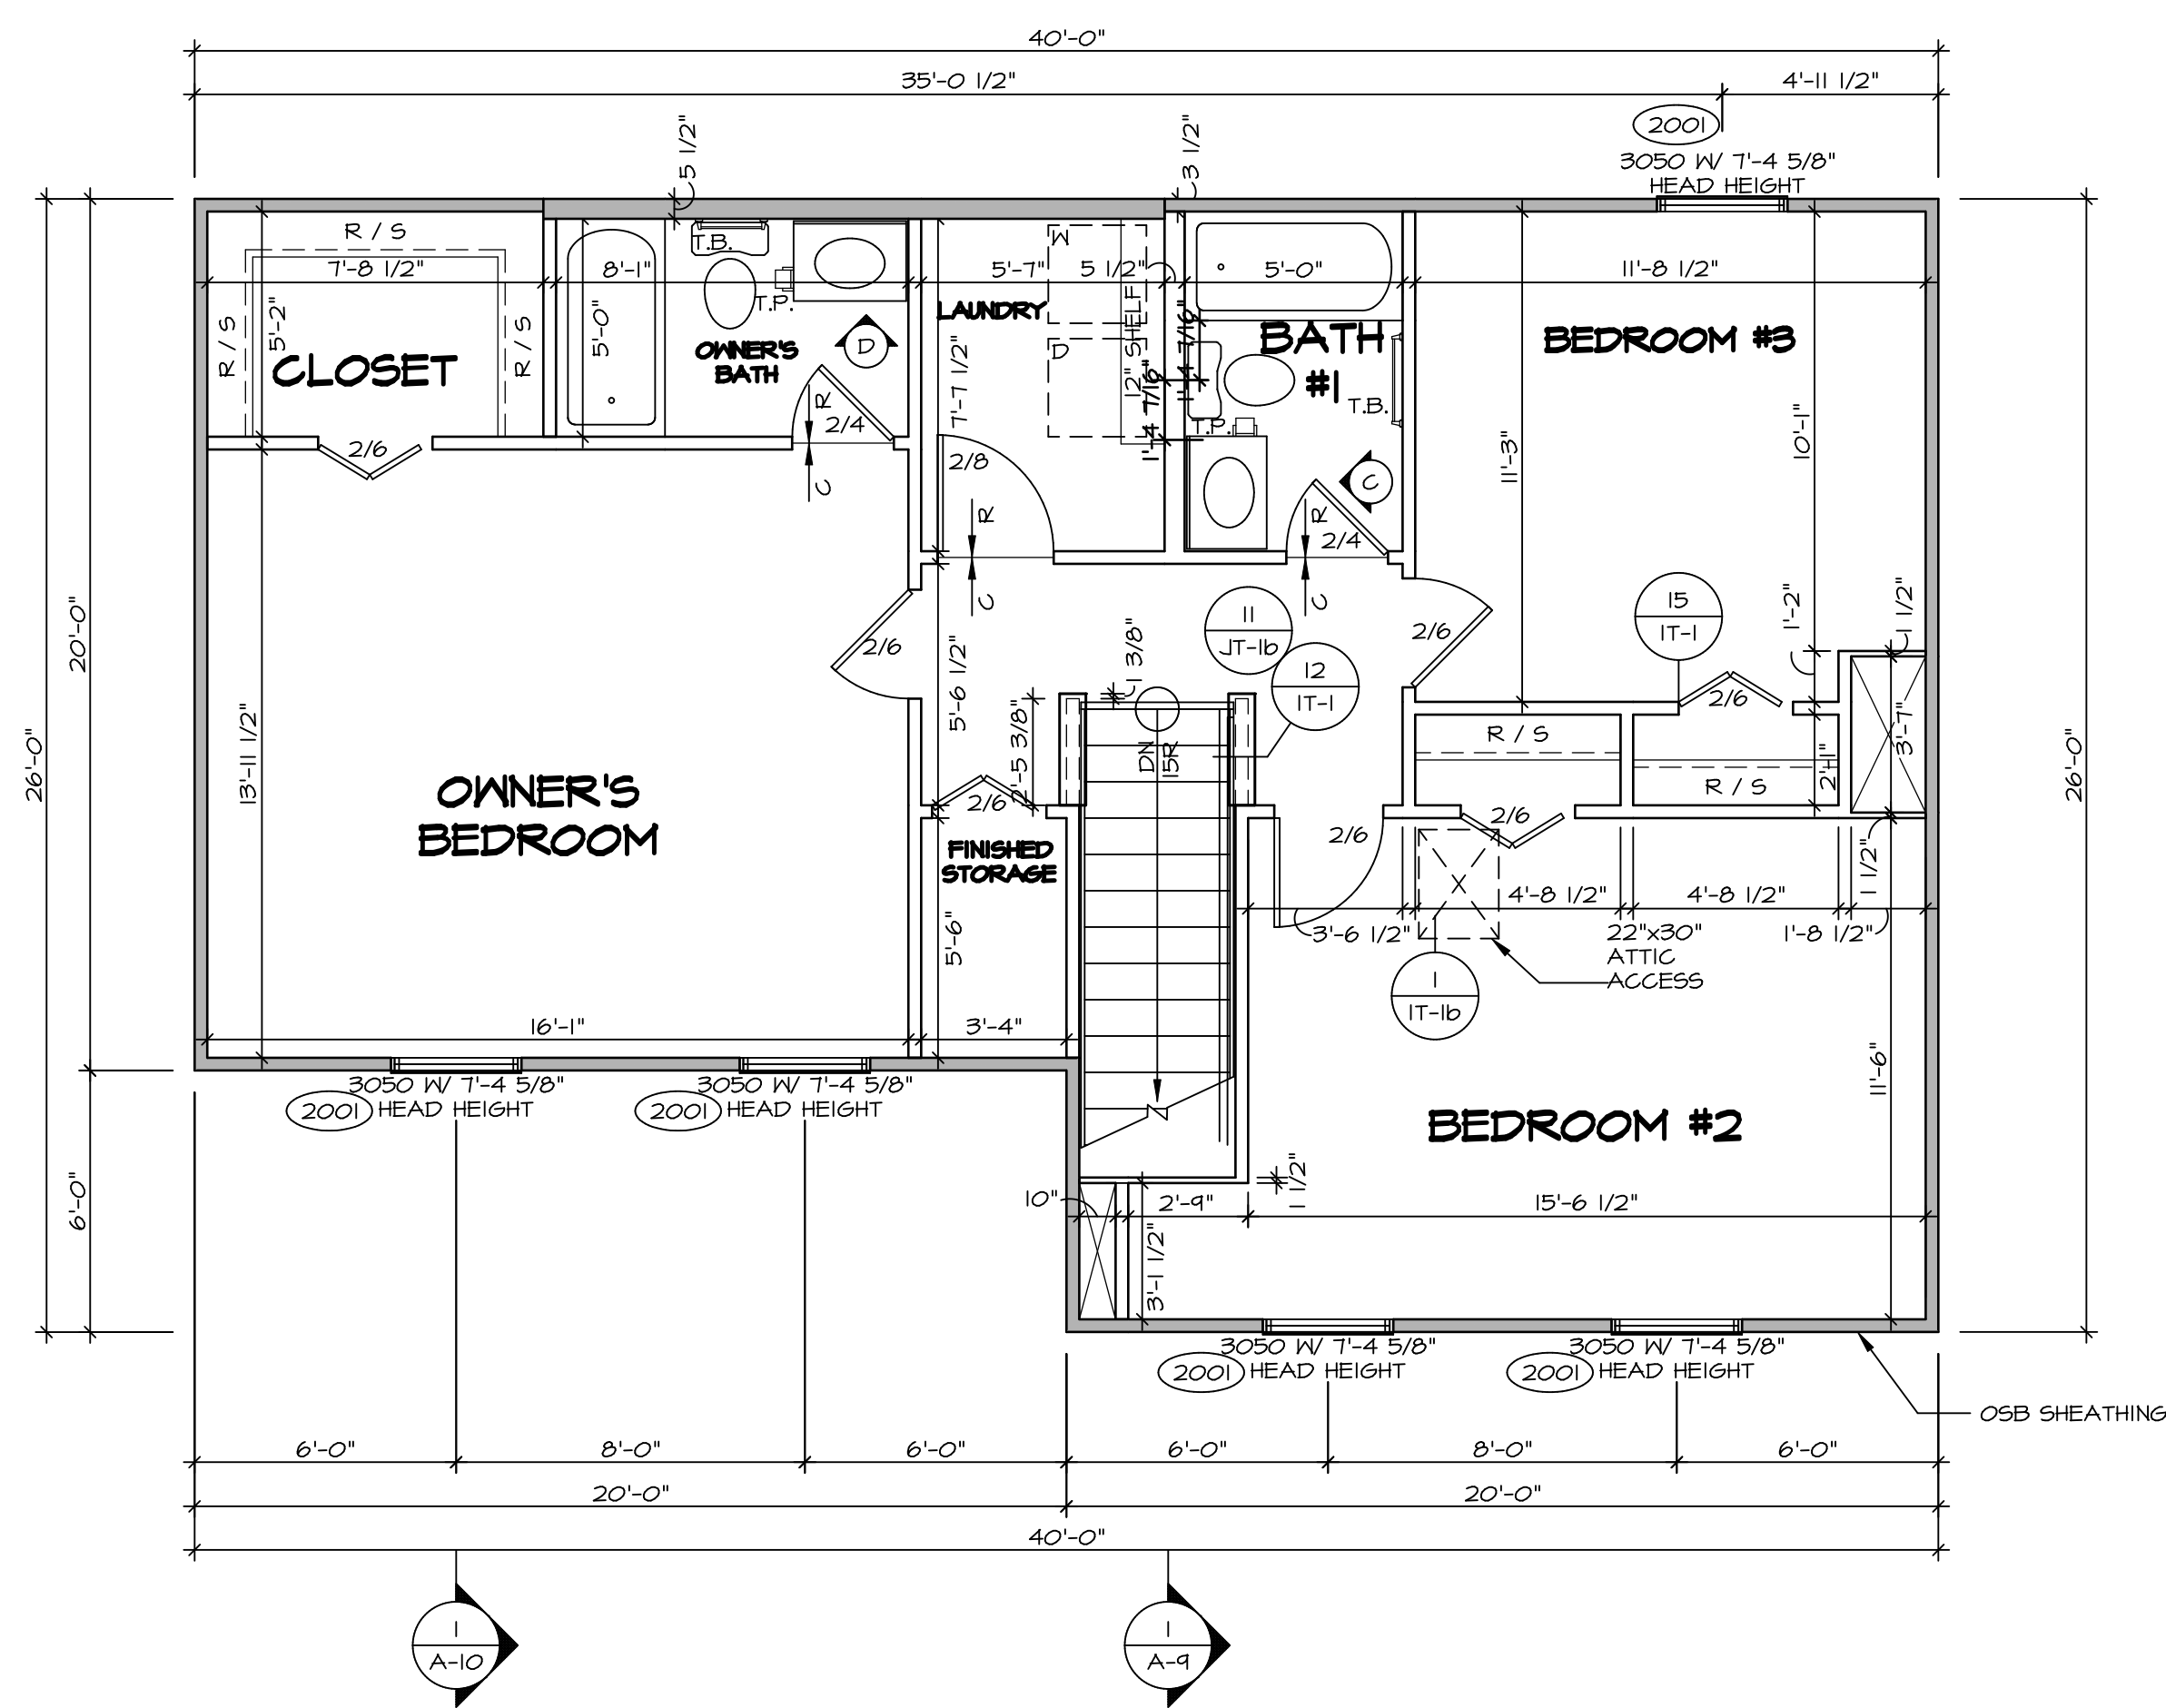 40'-0"
35'-0 1/2"
4'-11 1/2"
5 1/2"
3 1/2"
2001
3050 W/ 7'-4 5/8"
HEAD HEIGHT
R / S
T.B.
W
7'-8 1/2"
8'-1"
5'-7"
5 1/2"
5'-0"
11'-8 1/2"
T.P.
LAUNDRY
R / S
5'-2"
R / S
5'-0"
12" SHELF
1'-4 7/16"
BATH
#1
BEDROOM #3
CLOSET
OWNER'S
BATH
D
D
7'-7 1/2"
1'-4 7/16"
T.B.
R
2/4
T.P.
2/6
2/8
11'-3"
10'-1"
C
C
R
R
2/4
C
C
20'-0"
11
JT-1b
15
1T-1
1'-2"
1 1/2"
2/6
2/6
5'-6 1/2"
1 3/8"
12
1T-1
2/6
13'-11 1/2"
2'-5 3/8"
DN
15R
R / S
3'-7"
26'-0"
26'-0"
OWNER'S
BEDROOM
2/6
R / S
2'-1"
2/6
2/6
FINISHED
STORAGE
1 1/2"
4'-8 1/2"
4'-8 1/2"
5'-6"
3'-6 1/2"
22"x30"
ATTIC
ACCESS
1'-8 1/2"
1
1T-1b
16'-1"
3'-4"
11'-6"
3050 W/ 7'-4 5/8"
HEAD HEIGHT
2001
3050 W/ 7'-4 5/8"
HEAD HEIGHT
2001
BEDROOM #2
6'-0"
10"
2'-9"
1 1/2"
15'-6 1/2"
3'-1 1/2"
3050 W/ 7'-4 5/8"
HEAD HEIGHT
2001
3050 W/ 7'-4 5/8"
HEAD HEIGHT
2001
OSB SHEATHING
6'-0"
8'-0"
6'-0"
6'-0"
8'-0"
6'-0"
20'-0"
20'-0"
40'-0"
1
A-10
1
A-9